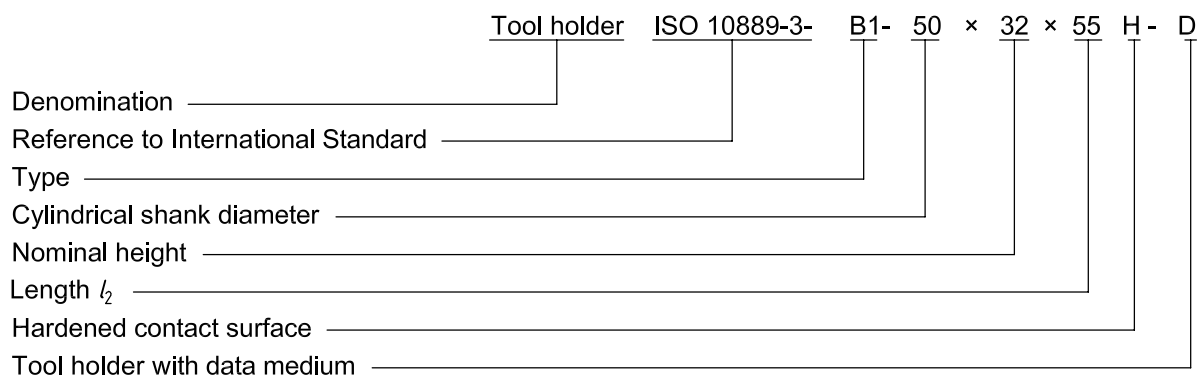 Tool holder ISO 10889-3- B1- 50 × 32 × 55 H - D
Denomination
Reference to International Standard
Type
Cylindrical shank diameter
Nominal height
Length l₂
Hardened contact surface
Tool holder with data medium